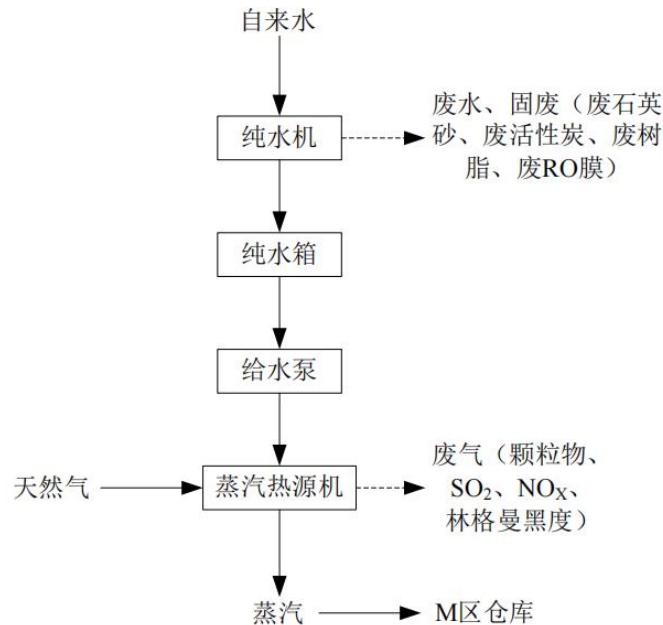 自来水
纯水机
废水、固废（废石英
砂、废活性炭、废树
脂、废RO膜）
纯水箱
给水泵
天然气
蒸汽热源机
废气（颗粒物、
SO₂、NOX、
林格曼黑度）
蒸汽
M区仓库